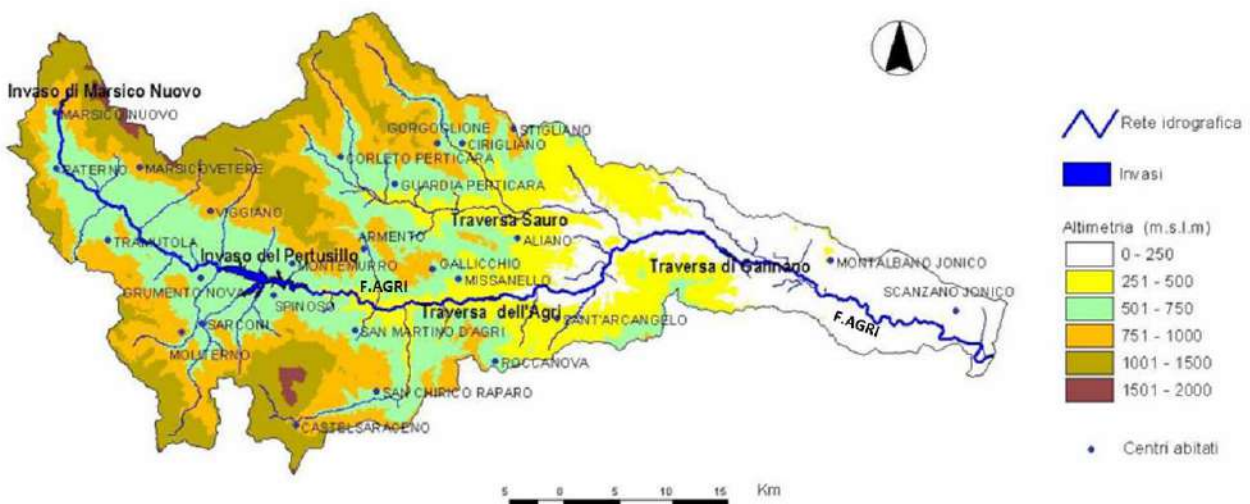 Invaso di Marsico Nuovo
MARSICO NUOVO
GORGOGLIONE
STIGLIANO
CIRIGLIANO
CORLETO PERTICARA
PATERNO
MARSICOVETERE
GUARDIA PERTICARA
VIGGIANO
Traversa Sauro
TRAMUTOLA
ARMENTO
ALIANO
Invaso del Pertusillo
MONTEMURRO
GALLICCHIO
MISSANELLO
Traversa di Gannano
MONTALBANO JONICO
GRUMENTO NOVA
F.AGRI
SCANZANO JONICO
SPINOSO
Traversa dell'Agri
SANT'ARCANGELO
F.AGRI
SARCONI
SAN MARTINO D'AGRI
MOLITERNO
ROCCANOVA
SAN CHIRICO RAPARO
CASTELSARACENO
Rete idrografica
Invasi
Altimetria (m.s.l.m)
0 - 250
251 - 500
501 - 750
751 - 1000
1001 - 1500
1501 - 2000
Centri abitati
5 0 5 10 15 Km